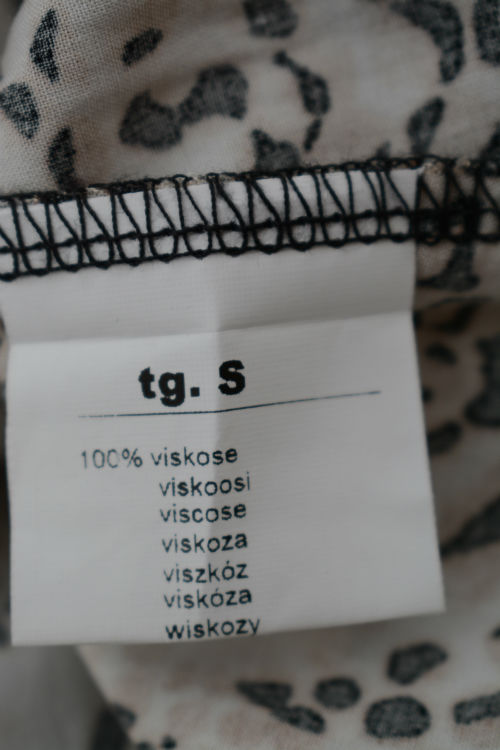 tg. S
100% viskose
viskoosi
viscose
viskoza
viszkóz
viskóza
wiskozy